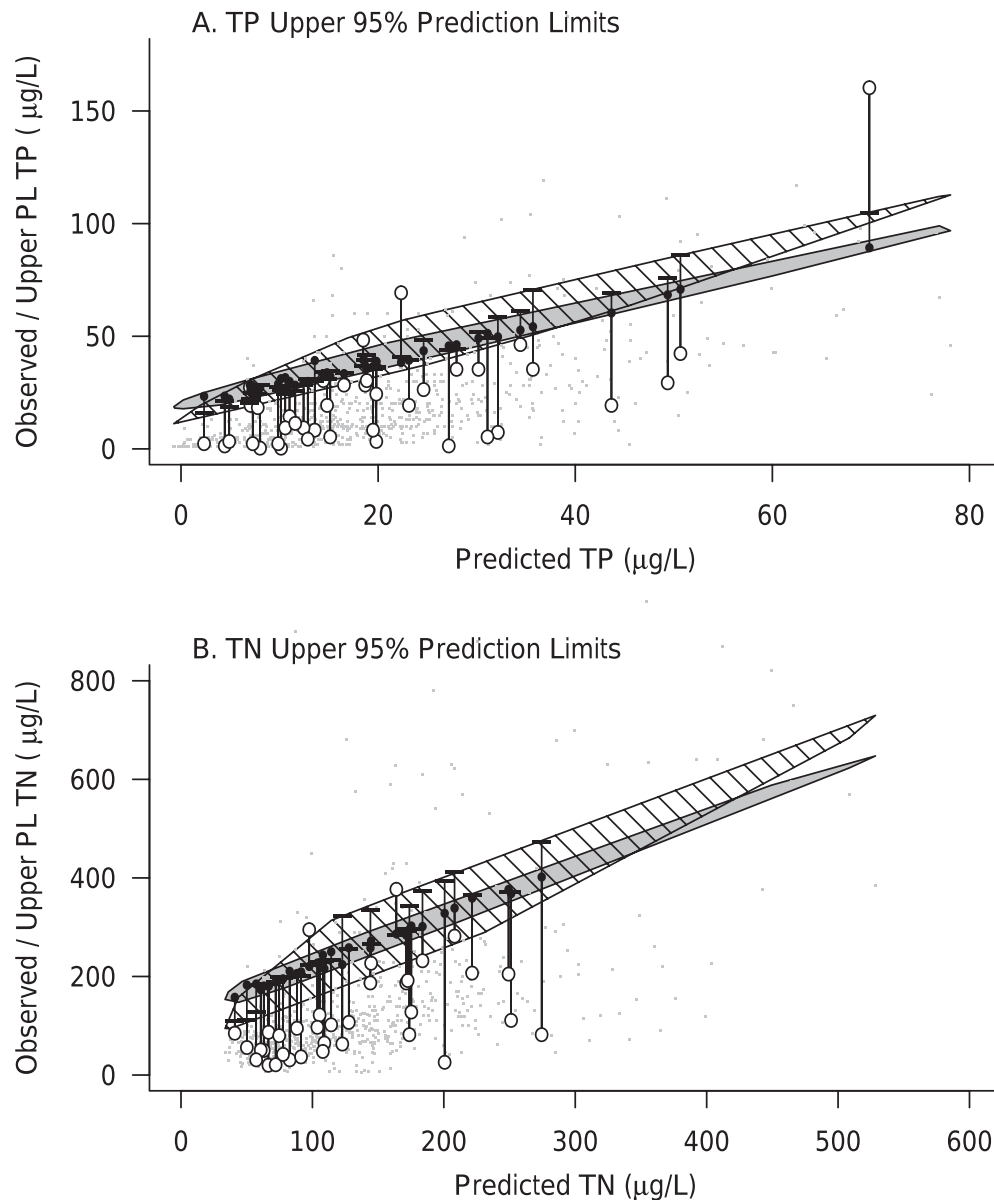 A. TP Upper 95% Prediction Limits
Observed / Upper PL TP ( µg/L)
150
100
50
0
0 20 40 60 80
Predicted TP (µg/L)
B. TN Upper 95% Prediction Limits
Observed / Upper PL TN ( µg/L)
800
600
400
200
0
0 100 200 300 400 500 600
Predicted TN (µg/L)